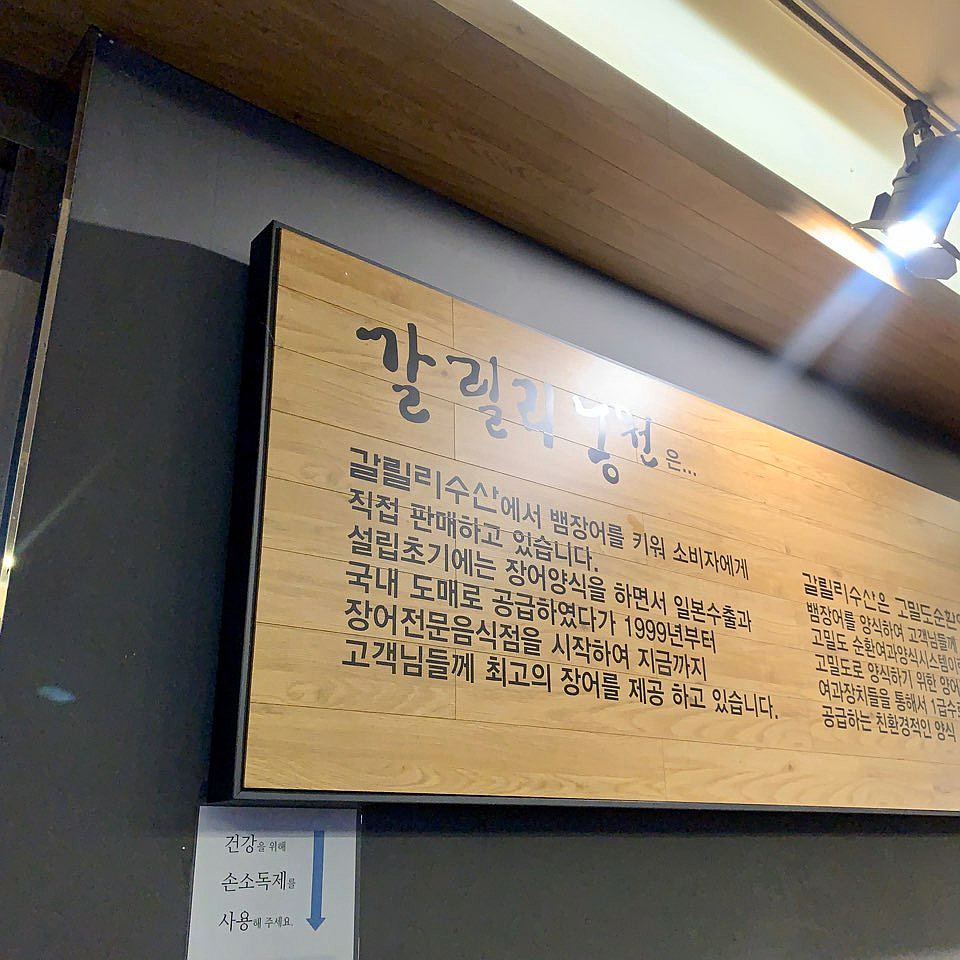 갈릴리농원은...
갈릴리수산에서 뱀장어를 키워 소비자에게
직접 판매하고 있습니다.
설립초기에는 장어양식을 하면서 일본수출과
국내 도매로 공급하였다가 1999년부터
장어전문음식점을 시작하여 지금까지
고객님들께 최고의 장어를 제공 하고 있습니다.
갈릴리수산은 고밀도순환여
뱀장어를 양식하여 고객님들께
고밀도 순환여과양식시스템이란
고밀도로 양식하기 위한 양어
여과장치들을 통해서 1급수
공급하는 친환경적인 양식
건강을 위해
손소독제를
사용해 주세요.